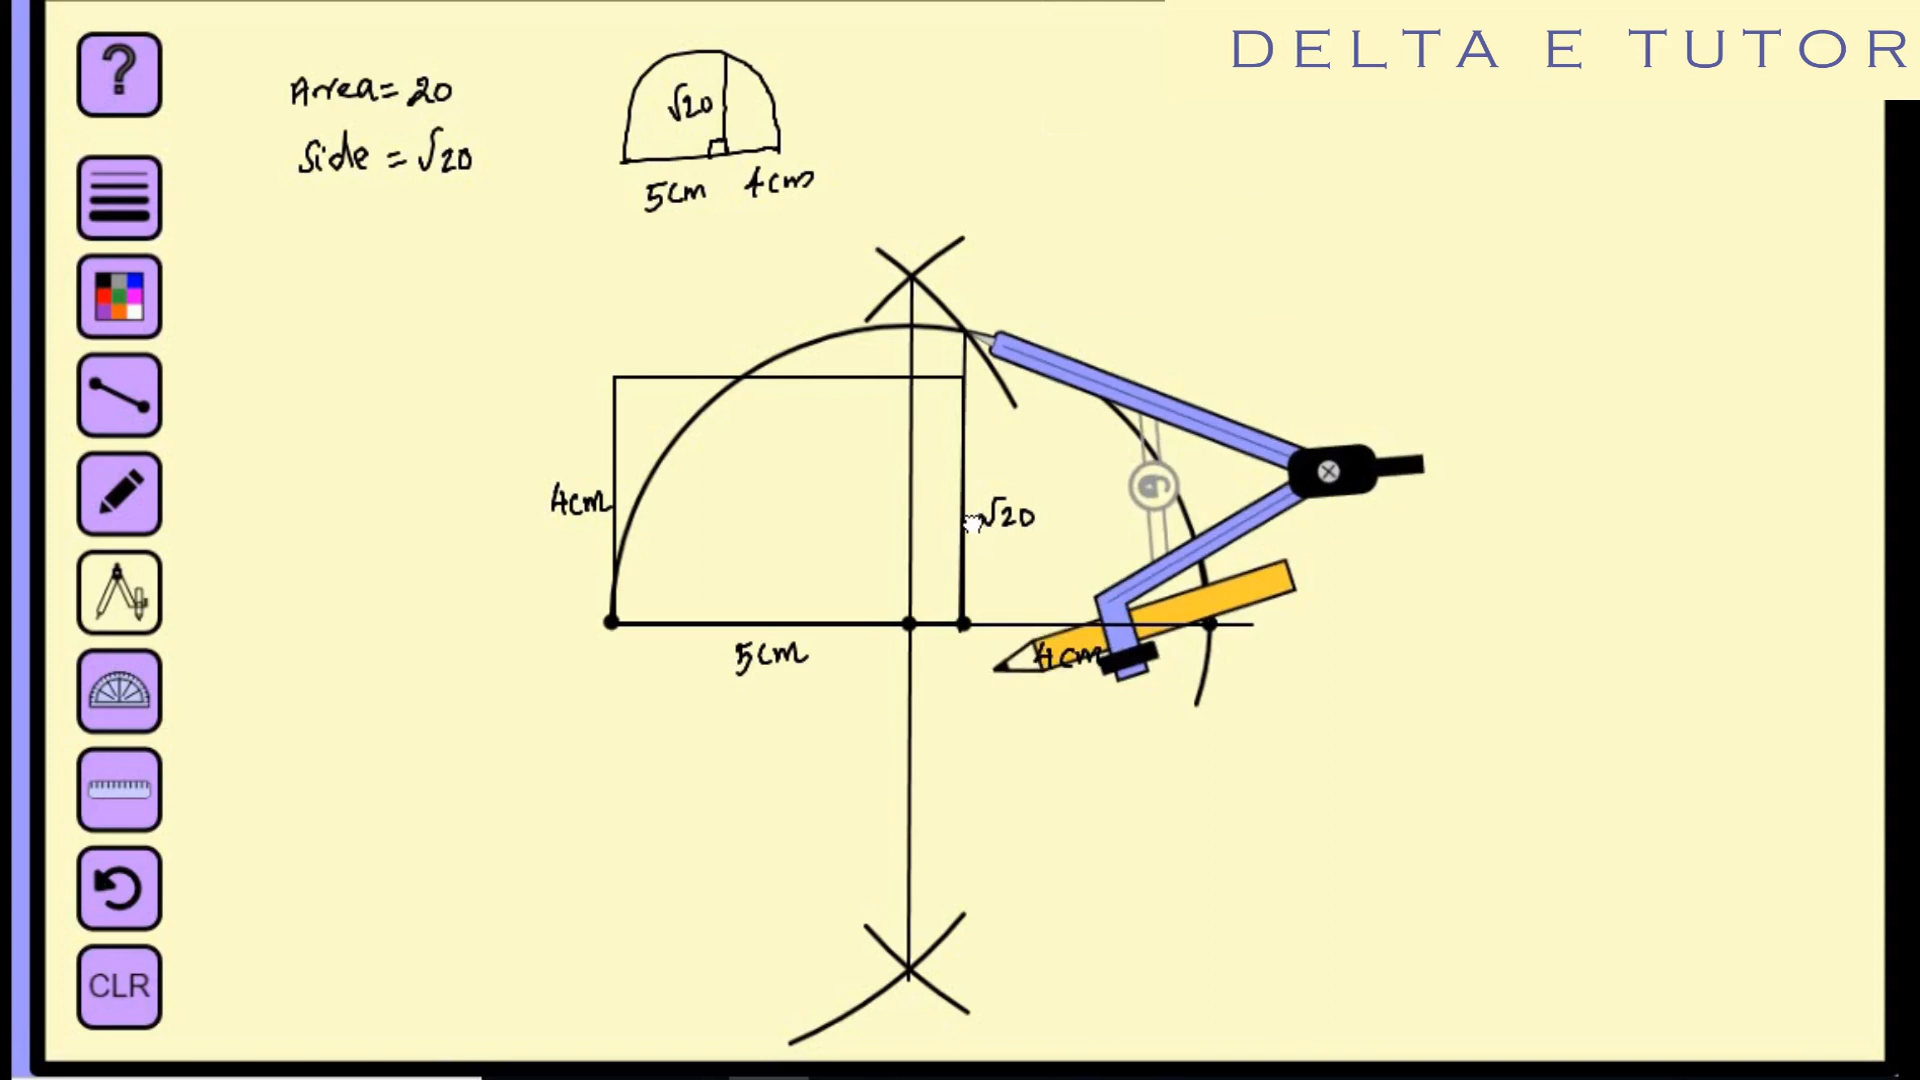 DELTA E TUTOR
Area = 20
Side = √20
√20
5cm 4cm
4cm
√20
5cm
4cm
CLR